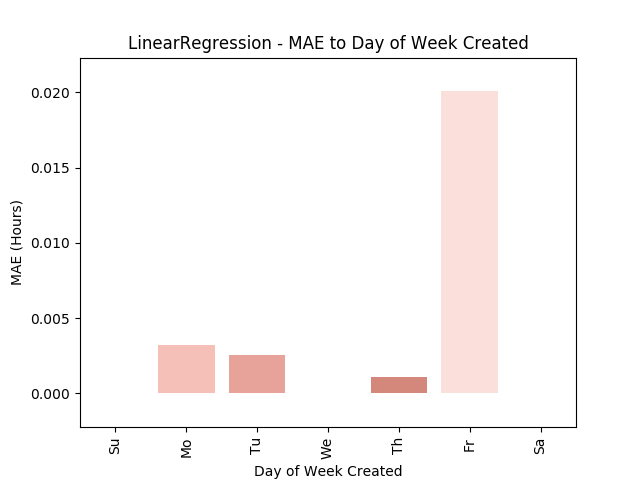 LinearRegression - MAE to Day of Week Created
MAE (Hours)
0.020
0.015
0.010
0.005
0.000
Su Mo Tu We Th Fr Sa
Day of Week Created